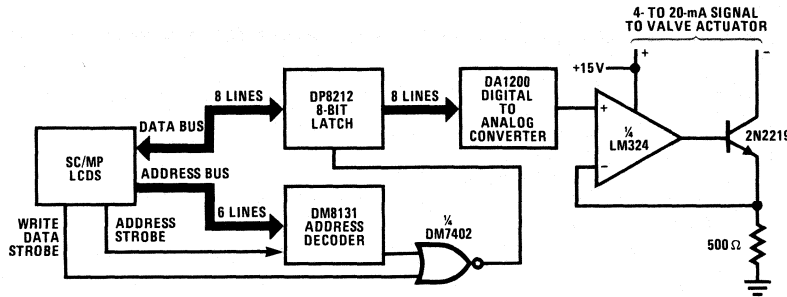 4- TO 20-mA SIGNAL
TO VALVE ACTUATOR
+
–
+15V
8 LINES
DP8212
8-BIT
LATCH
8 LINES
DA1200
DIGITAL
TO
ANALOG
CONVERTER
DATA BUS
+
¼
LM324
–
2N2219
SC/MP
LCDS
ADDRESS BUS
6 LINES
DM8131
ADDRESS
DECODER
¼
DM7402
WRITE
DATA
STROBE
ADDRESS
STROBE
500 Ω